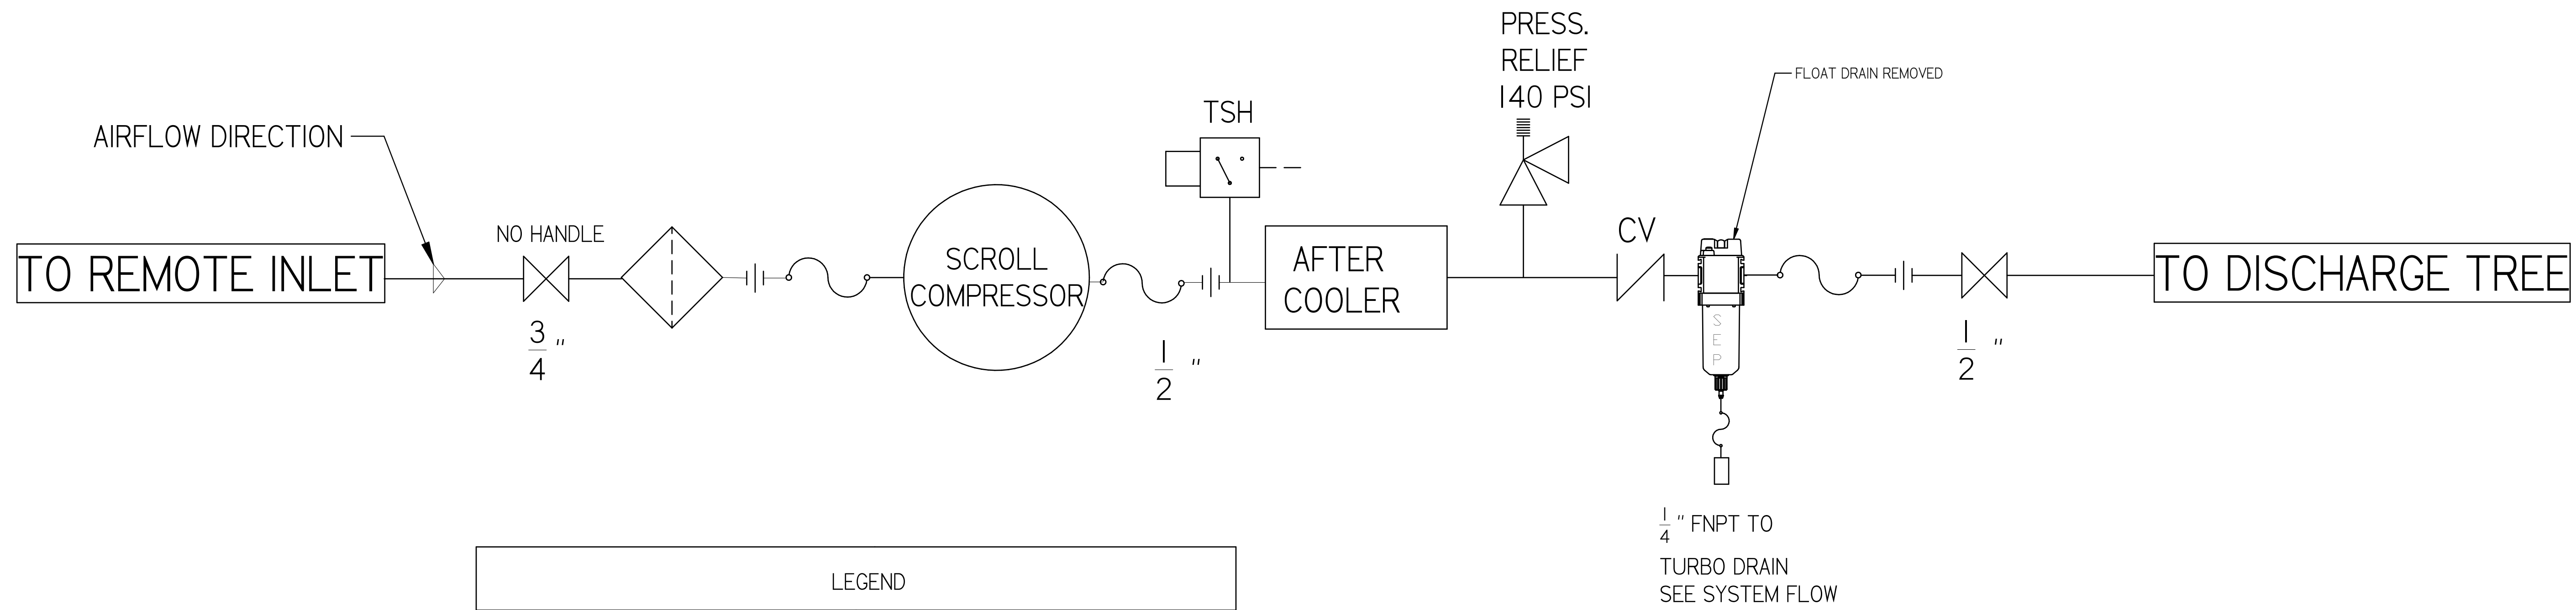 PRESS.
RELIEF
140 PSI
FLOAT DRAIN REMOVED
TSH
AIRFLOW DIRECTION
NO HANDLE
CV
TO REMOTE INLET
SCROLL
COMPRESSOR
AFTER
COOLER
TO DISCHARGE TREE
S
E
P
3/4 "
1/2 "
1/2 "
1/4 " FNPT TO
TURBO DRAIN
SEE SYSTEM FLOW
LEGEND